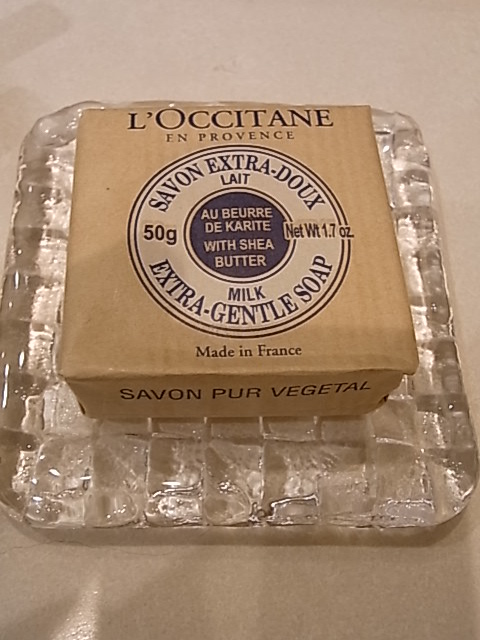 L'OCCITANE
EN PROVENCE
SAVON EXTRA-DOUX
LAIT
AU BEURRE
DE KARITE
WITH SHEA
BUTTER
50g
Net Wt 1.7 oz.
MILK
EXTRA-GENTLE SOAP
Made in France
SAVON PUR VEGETAL